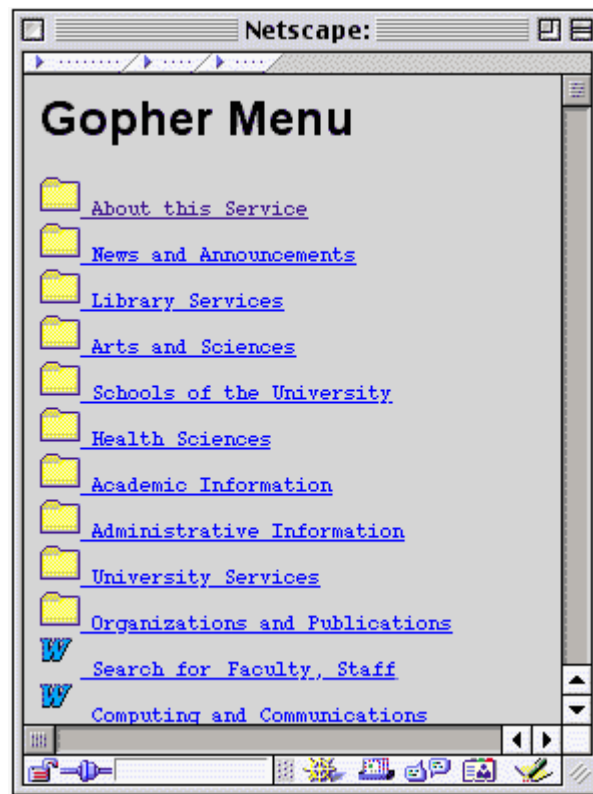 Netscape:
Gopher Menu
About this Service
News and Announcements
Library Services
Arts and Sciences
Schools of the University
Health Sciences
Academic Information
Administrative Information
University Services
Organizations and Publications
W Search for Faculty, Staff
W Computing and Communications